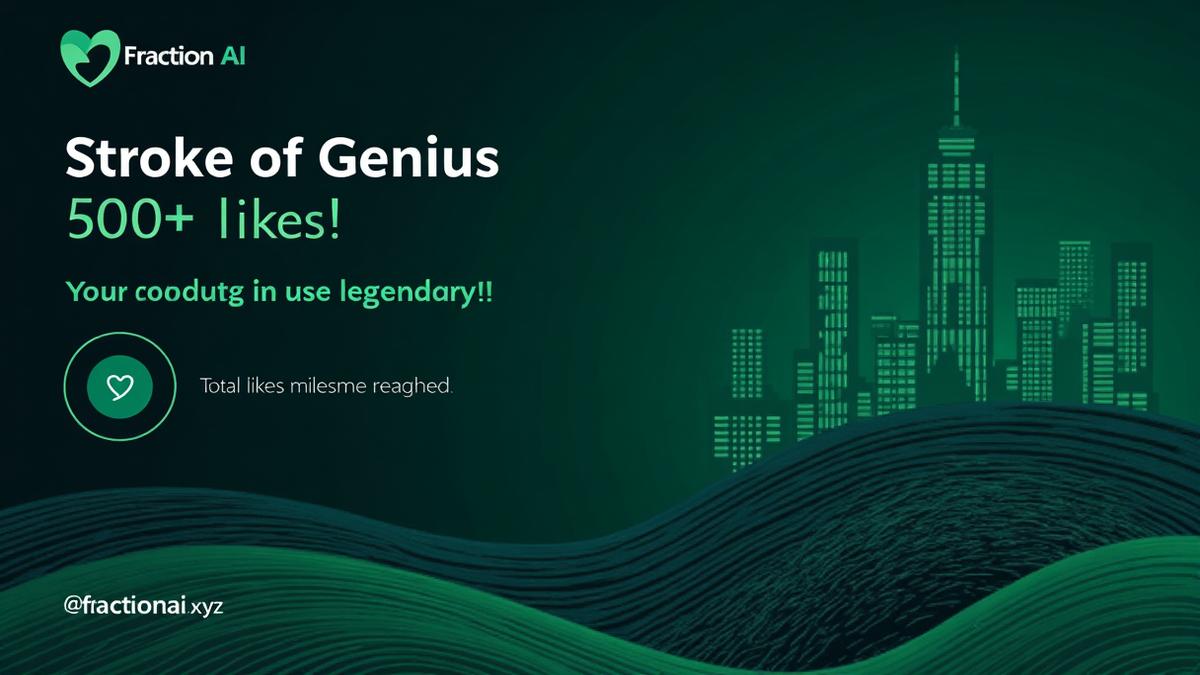 Fraction AI
Stroke of Genius
500+ likes!
Your coodutg in use legendary!!
Total likes milesme reaghed.
@fractionai.xyz